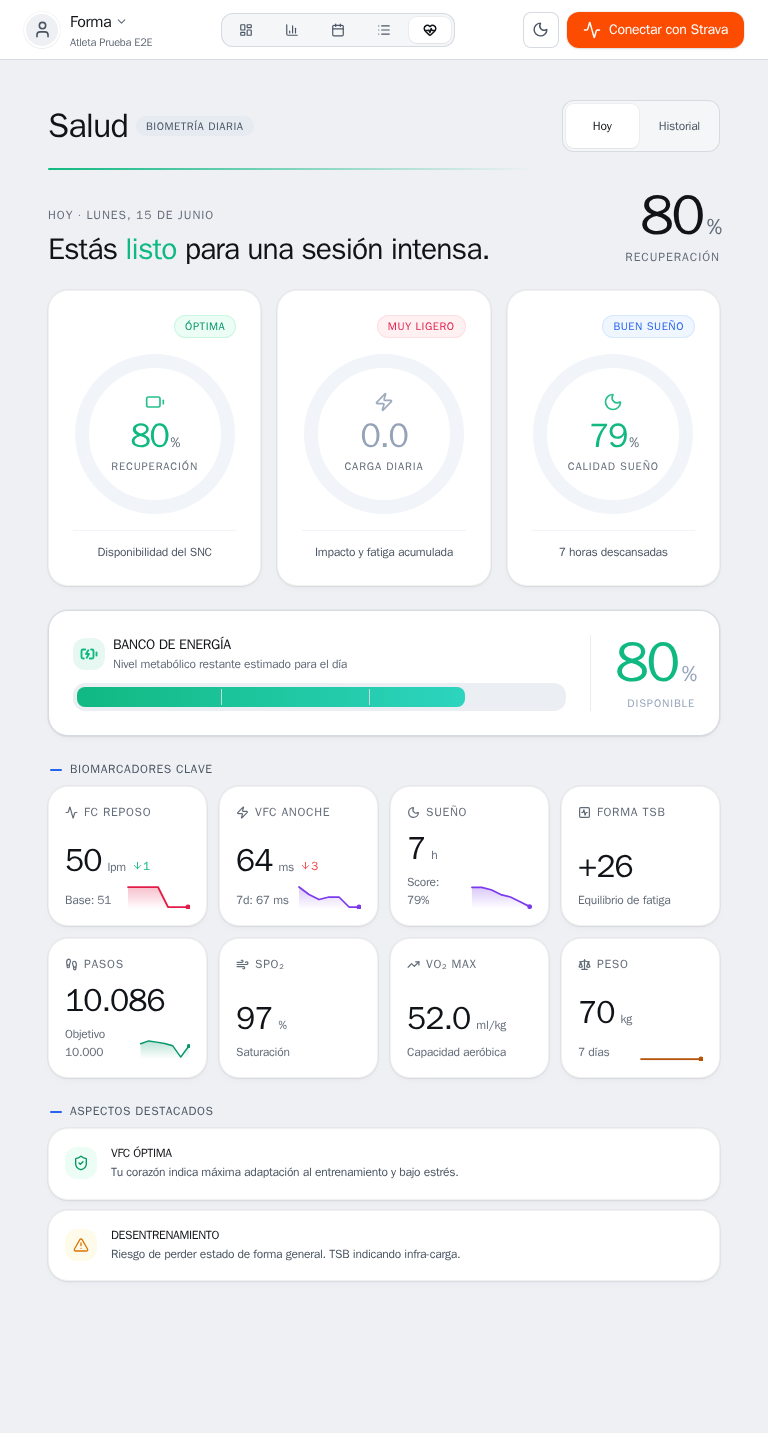 Forma
Atleta Prueba E2E
Conectar con Strava
Salud
BIOMETRÍA DIARIA
Hoy
Historial
HOY · LUNES, 15 DE JUNIO
Estás listo para una sesión intensa.
80%
RECUPERACIÓN
ÓPTIMA
80%
RECUPERACIÓN
Disponibilidad del SNC
MUY LIGERO
0.0
CARGA DIARIA
Impacto y fatiga acumulada
BUEN SUEÑO
79%
CALIDAD SUEÑO
7 horas descansadas
BANCO DE ENERGÍA
Nivel metabólico restante estimado para el día
80%
DISPONIBLE
BIOMARCADORES CLAVE
FC REPOSO
50 lpm ↓1
Base: 51
VFC ANOCHE
64 ms ↓3
7d: 67 ms
SUEÑO
7 h
Score:
79%
FORMA TSB
+26
Equilibrio de fatiga
PASOS
10.086
Objetivo
10.000
SPO₂
97 %
Saturación
VO₂ MAX
52.0 ml/kg
Capacidad aeróbica
PESO
70 kg
7 días
ASPECTOS DESTACADOS
VFC ÓPTIMA
Tu corazón indica máxima adaptación al entrenamiento y bajo estrés.
DESENTRENAMIENTO
Riesgo de perder estado de forma general. TSB indicando infra-carga.